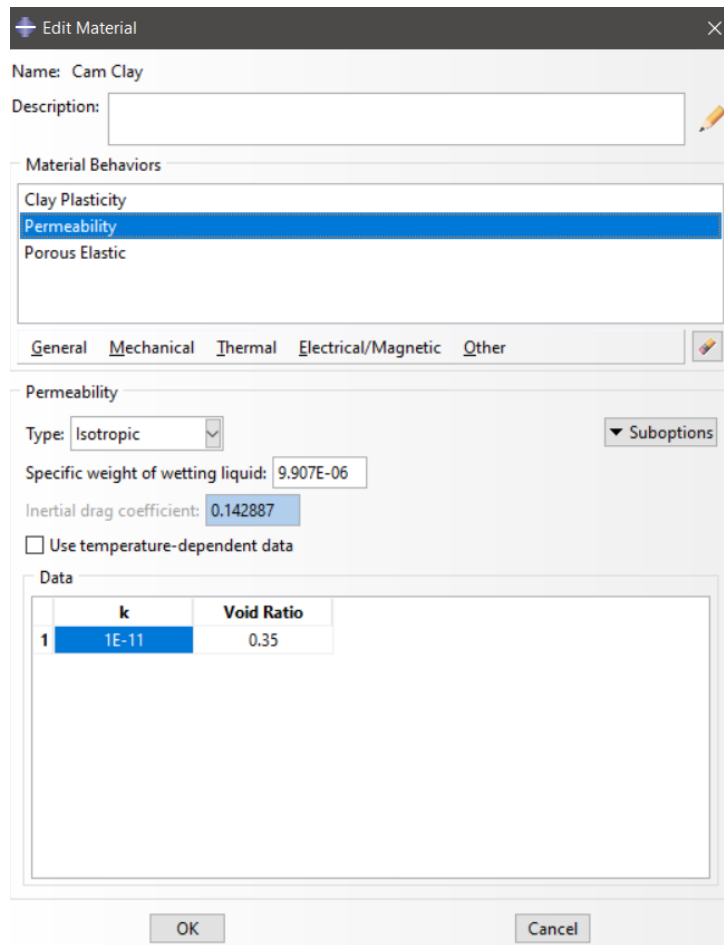 Edit Material
Name: Cam Clay
Description:
Material Behaviors
Clay Plasticity
Permeability
Porous Elastic
General Mechanical Thermal Electrical/Magnetic Other
Permeability
Type: Isotropic Suboptions
Specific weight of wetting liquid: 9.907E-06
Inertial drag coefficient: 0.142887
Use temperature-dependent data
Data
k Void Ratio
1 1E-11 0.35
OK Cancel